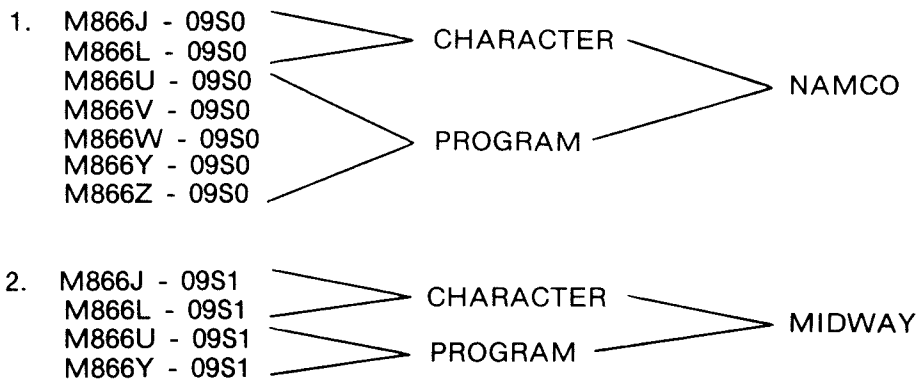 1. M866J - 09S0
M866L - 09S0
CHARACTER
M866U - 09S0
NAMCO
M866V - 09S0
M866W - 09S0
PROGRAM
M866Y - 09S0
M866Z - 09S0
2. M866J - 09S1
CHARACTER
M866L - 09S1
MIDWAY
M866U - 09S1
PROGRAM
M866Y - 09S1